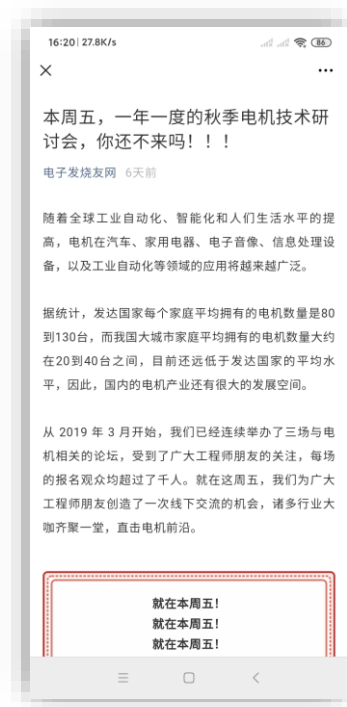 16:20 | 27.8K/s
86
本周五，一年一度的秋季电机技术研
讨会，你还不来吗！！！
电子发烧友网 6天前
随着全球工业自动化、智能化和人们生活水平的提
高，电机在汽车、家用电器、电子音像、信息处理设
备，以及工业自动化等领域的应用将越来越广泛。
据统计，发达国家每个家庭平均拥有的电机数量是80
到130台，而我国大城市家庭平均拥有的电机数量大约
在20到40台之间，目前还远低于发达国家的平均水
平，因此，国内的电机产业还有很大的发展空间。
从 2019 年 3 月开始，我们已经连续举办了三场与电
机相关的论坛，受到了广大工程师朋友的关注，每场
的报名观众均超过了千人。就在这周五，我们为广大
工程师朋友创造了一次线下交流的机会，诸多行业大
咖齐聚一堂，直击电机前沿。
就在本周五！
就在本周五！
就在本周五！